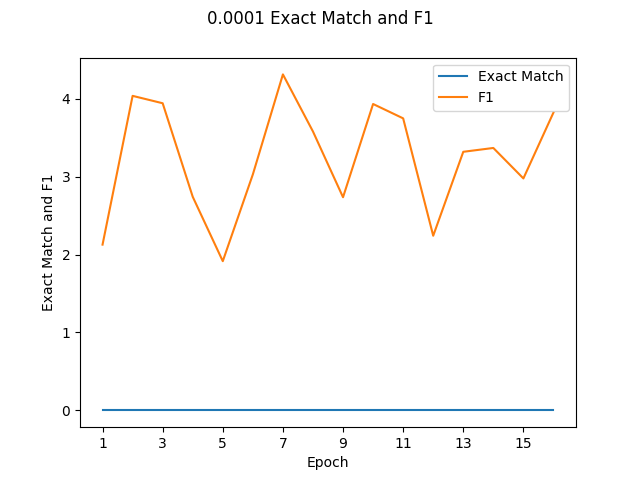 0.0001 Exact Match and F1
Exact Match
F1
4
3
2
1
0
Exact Match and F1
1 3 5 7 9 11 13 15
Epoch